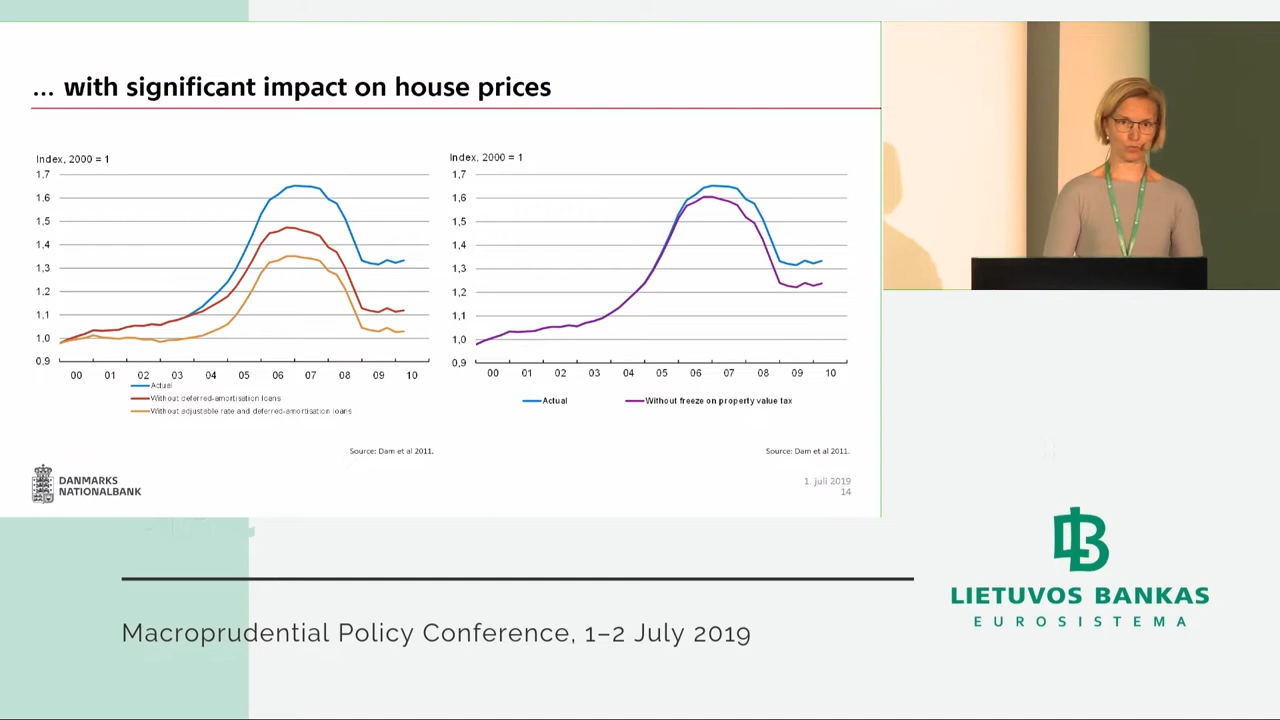 ... with significant impact on house prices
Index, 2000 = 1
1,7
1,6
1,5
1,4
1,3
1,2
1,1
1,0
0,9
00 01 02 03 04 05 06 07 08 09 10
Actual
Without deferred-amortisation loans
Without adjustable rate and deferred-amortisation loans
Source: Dam et al 2011.
Index, 2000 = 1
1,7
1,6
1,5
1,4
1,3
1,2
1,1
1,0
0,9
00 01 02 03 04 05 06 07 08 09 10
Actual Without freeze on property value tax
Source: Dam et al 2011.
DANMARKS
NATIONALBANK
1. juli 2019
14
LIETUVOS BANKAS
EUROSISTEMA
Macroprudential Policy Conference, 1–2 July 2019